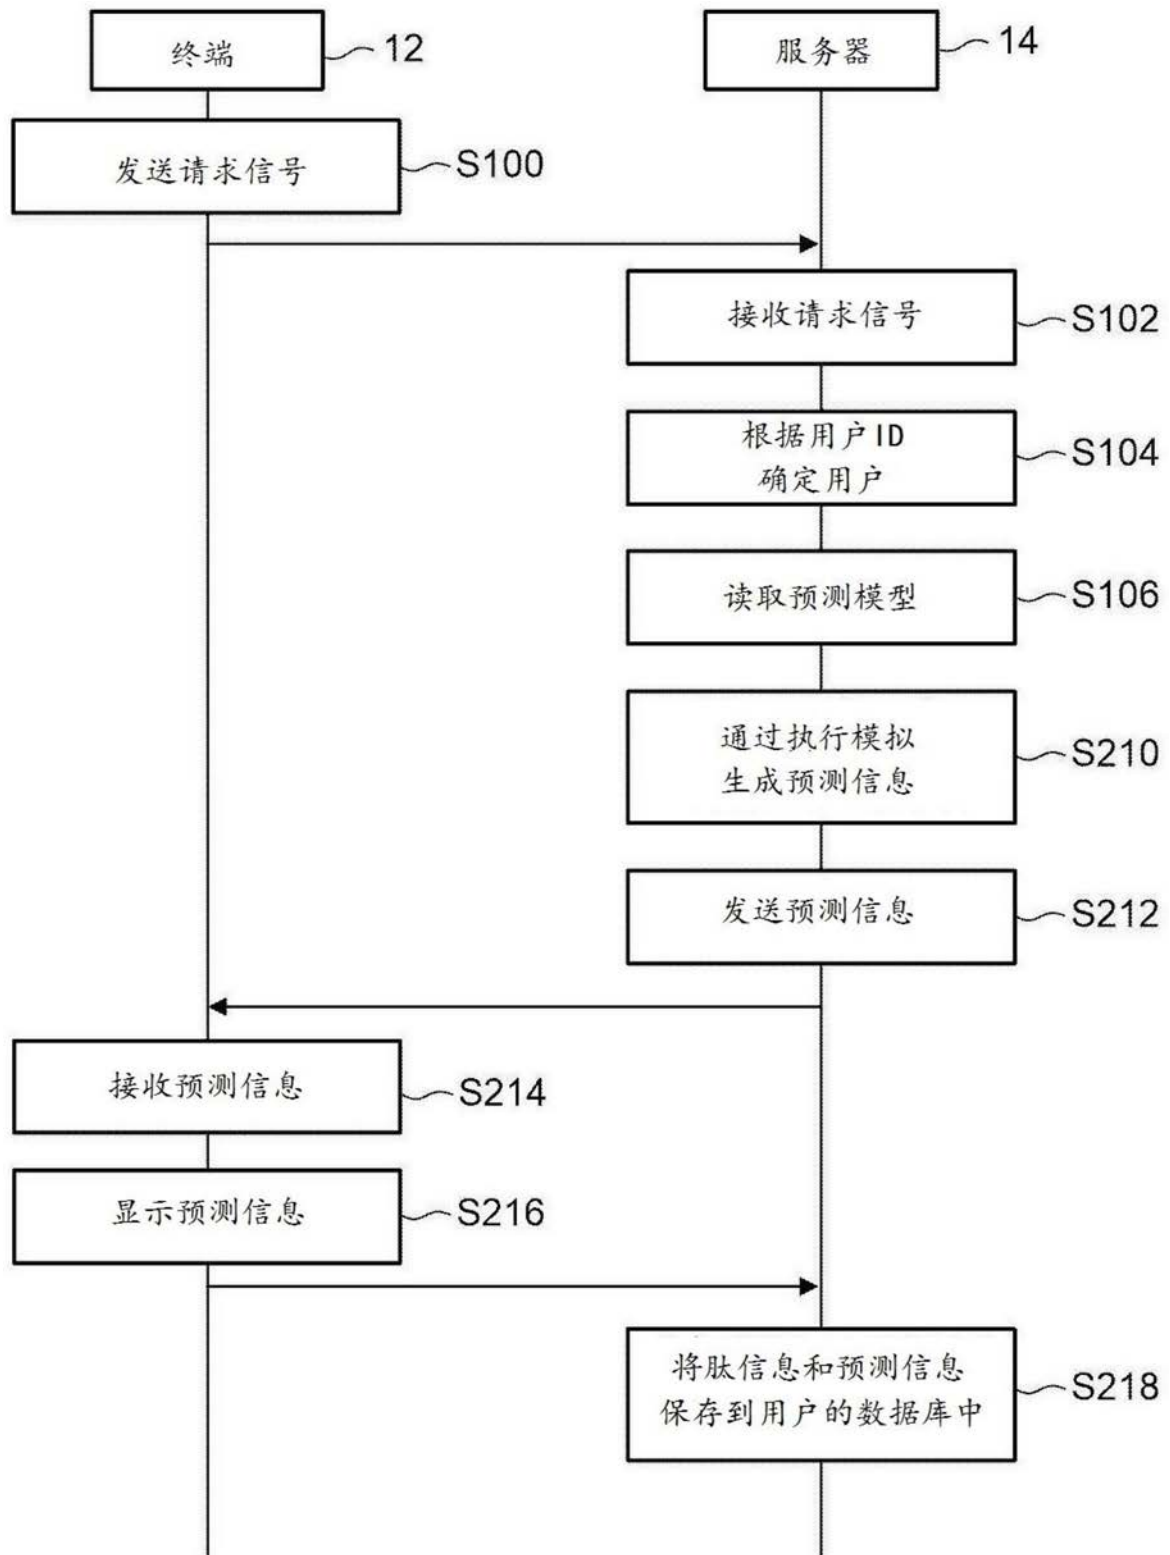 终端
12
服务器
14
发送请求信号
S100
接收请求信号
S102
根据用户ID
确定用户
S104
读取预测模型
S106
通过执行模拟
生成预测信息
S210
发送预测信息
S212
接收预测信息
S214
显示预测信息
S216
将肽信息和预测信息
保存到用户的数据库中
S218